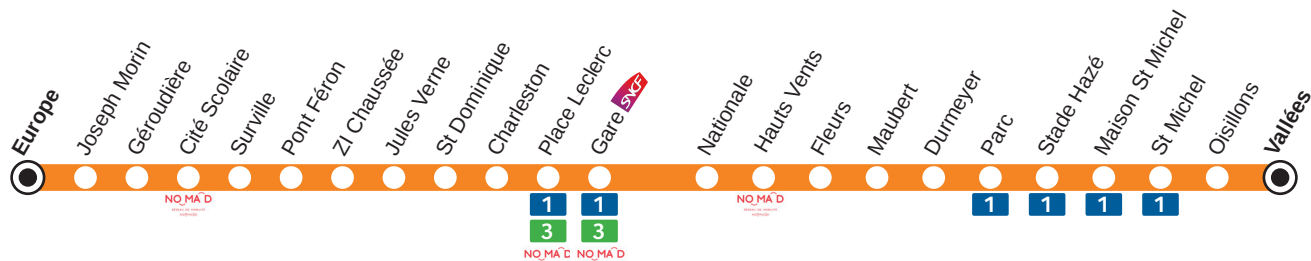 Europe
Joseph Morin
Géroudière
Cité Scolaire
Surville
Pont Féron
ZI Chaussée
Jules Verne
St Dominique
Charleston
Place Leclerc
Gare
SNCF
Nationale
Hauts Vents
Fleurs
Maubert
Durmeyer
Parc
Stade Hazé
Maison St Michel
St Michel
Oisillons
Vallées
NOMAD
1
1
NOMAD
1
1
1
1
3
3
NOMAD
NOMAD